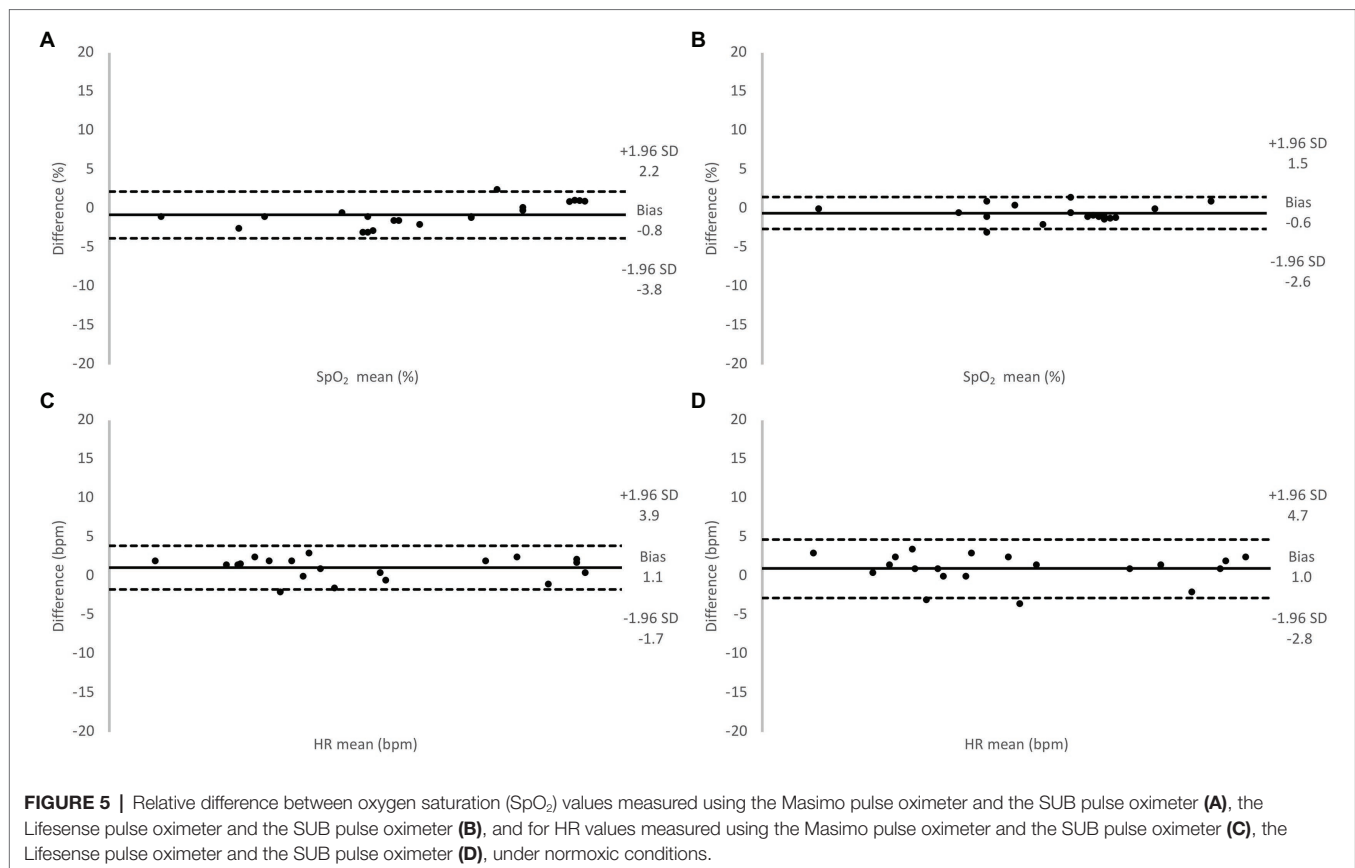 A
20
15
10
5
0
-5
-10
-15
-20
Difference (%)
SpO₂ mean (%)
+1.96 SD
2.2
Bias
-0.8
-1.96 SD
-3.8
B
20
15
10
5
0
-5
-10
-15
-20
Difference (%)
SpO₂ mean (%)
+1.96 SD
1.5
Bias
-0.6
-1.96 SD
-2.6
C
20
15
10
5
0
-5
-10
-15
-20
Difference (bpm)
HR mean (bpm)
+1.96 SD
3.9
Bias
1.1
-1.96 SD
-1.7
D
20
15
10
5
0
-5
-10
-15
-20
Difference (bpm)
HR mean (bpm)
+1.96 SD
4.7
Bias
1.0
-1.96 SD
-2.8
FIGURE 5 | Relative difference between oxygen saturation (SpO₂) values measured using the Masimo pulse oximeter and the SUB pulse oximeter (A), the
Lifesense pulse oximeter and the SUB pulse oximeter (B), and for HR values measured using the Masimo pulse oximeter and the SUB pulse oximeter (C), the
Lifesense pulse oximeter and the SUB pulse oximeter (D), under normoxic conditions.